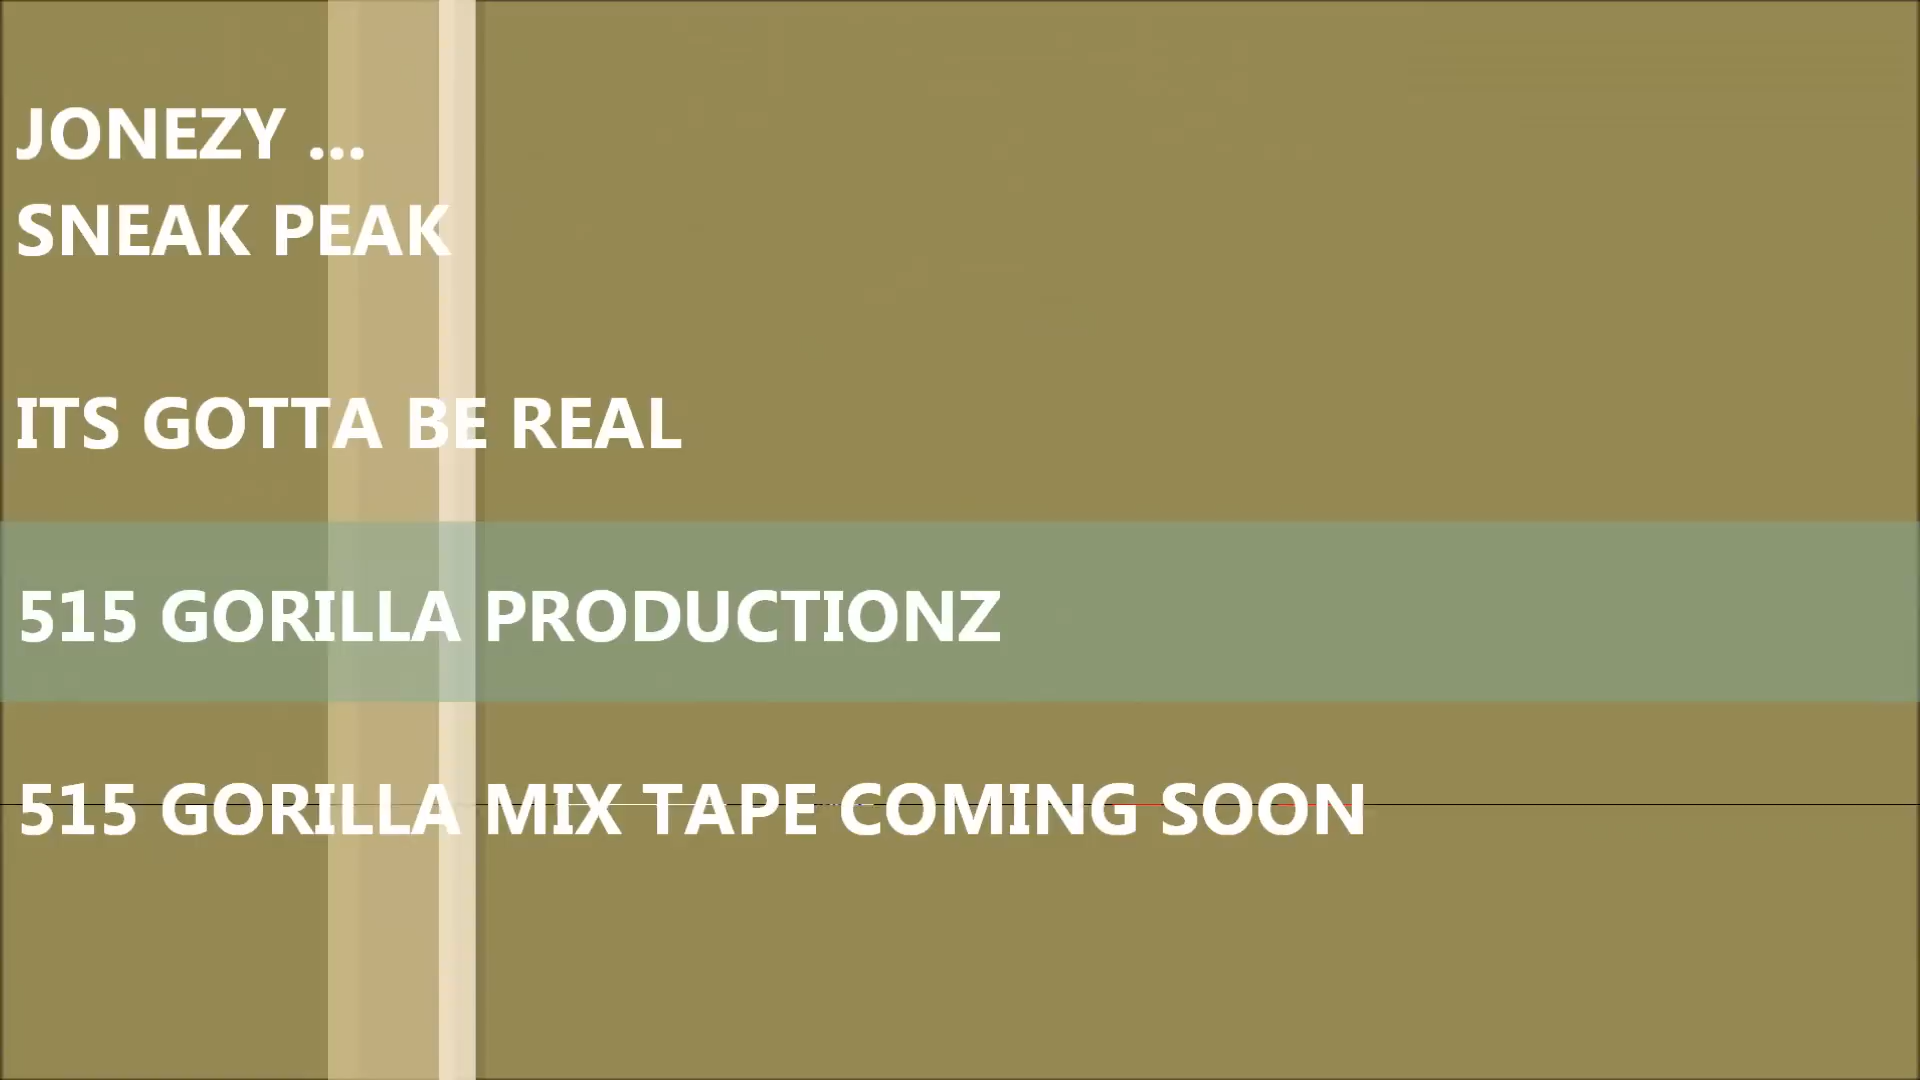 JONEZY ...
SNEAK PEAK
ITS GOTTA BE REAL
515 GORILLA PRODUCTIONZ
515 GORILLA MIX TAPE COMING SOON